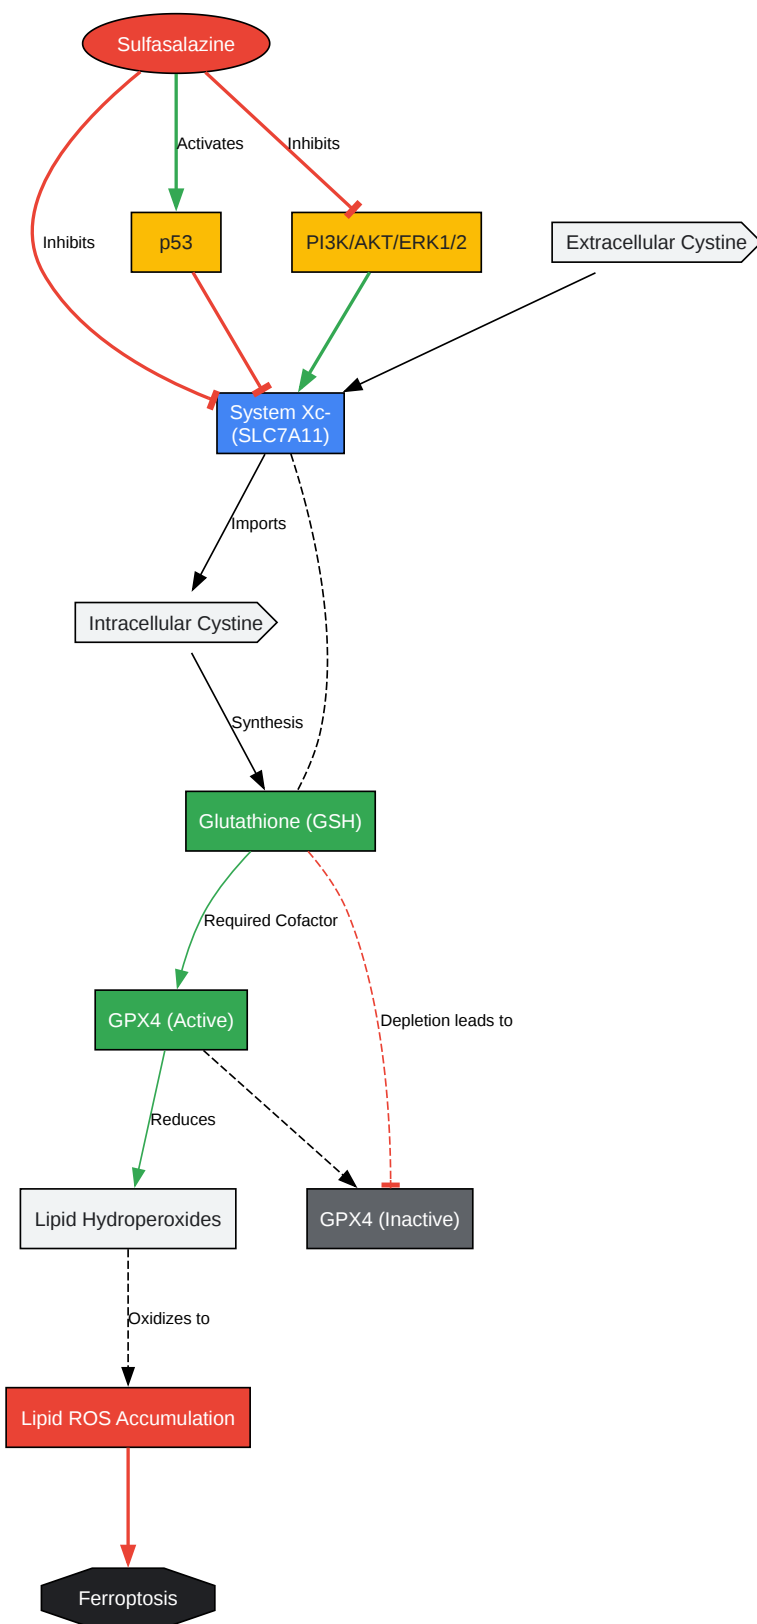 Sulfasalazine
Activates
Inhibits
Inhibits
p53
PI3K/AKT/ERK1/2
Extracellular Cystine
System Xc-
(SLC7A11)
Imports
Intracellular Cystine
Synthesis
Glutathione (GSH)
Required Cofactor
GPX4 (Active)
Depletion leads to
Reduces
Lipid Hydroperoxides
GPX4 (Inactive)
Oxidizes to
Lipid ROS Accumulation
Ferroptosis